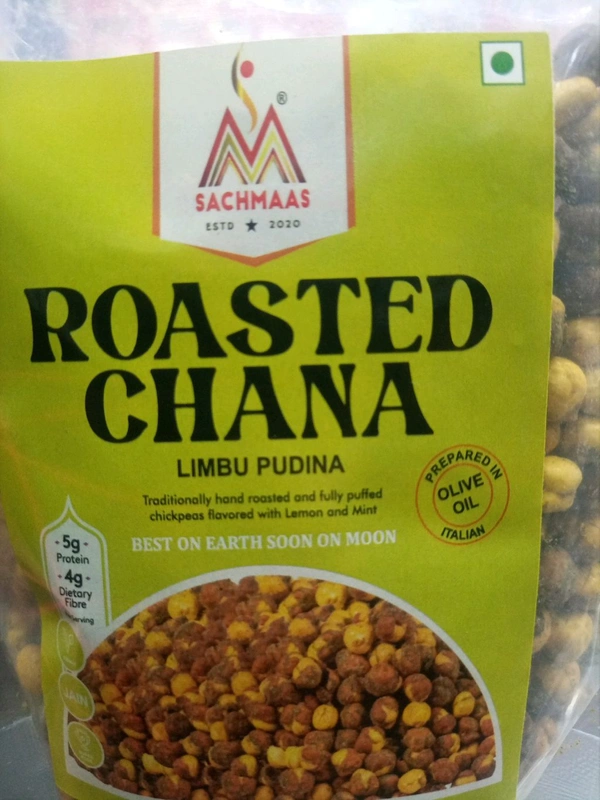 ®
SACHMAAS
ESTD ★ 2020
ROASTED
CHANA
LIMBU PUDINA
Traditionally hand roasted and fully puffed
chickpeas flavored with Lemon and Mint
BEST ON EARTH SOON ON MOON
PREPARED IN
OLIVE
OIL
ITALIAN
- 5g -
Protein
- 4g -
Dietary
Fibre
JAIN